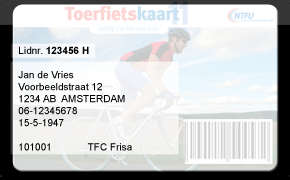 Toerfietskaart
NTFU
Lidnr. 123456 H
Jan de Vries
Voorbeeldstraat 12
1234 AB AMSTERDAM
06-12345678
15-5-1947
101001 TFC Frisa